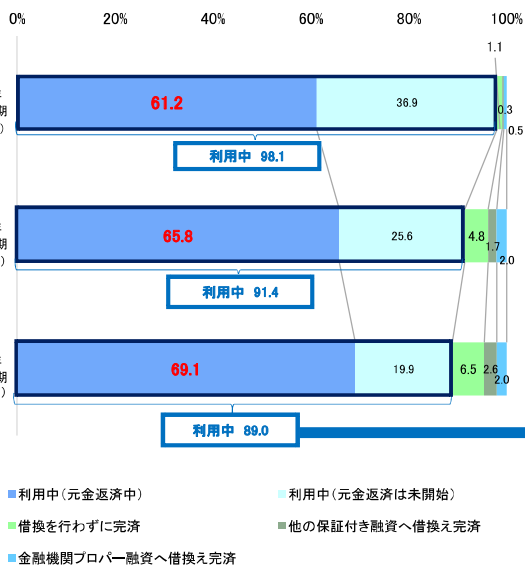 0% 20% 40% 60% 80% 100%
1.1
61.2 36.9 0.3
期
0.5
)
利用中 98.1
65.8 25.6 4.8 1.7
期
2.0
)
利用中 91.4
69.1 19.9 6.5 2.6
期
2.0
)
利用中 89.0
利用中(元金返済中) 利用中(元金返済は未開始)
借換を行わずに完済 他の保証付き融資へ借換え完済
金融機関プロパー融資へ借換え完済